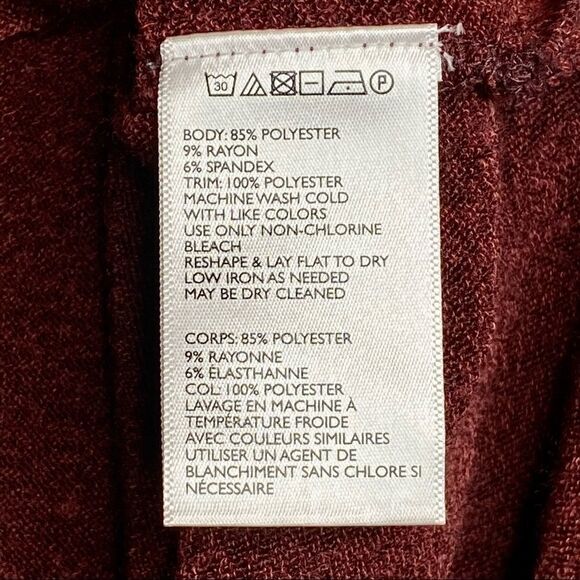 30 P
BODY: 85% POLYESTER
9% RAYON
6% SPANDEX
TRIM: 100% POLYESTER
MACHINE WASH COLD
WITH LIKE COLORS
USE ONLY NON-CHLORINE
BLEACH
RESHAPE & LAY FLAT TO DRY
LOW IRON AS NEEDED
MAY BE DRY CLEANED
CORPS: 85% POLYESTER
9% RAYONNE
6% ÉLASTHANNE
COL: 100% POLYESTER
LAVAGE EN MACHINE À
TEMPÉRATURE FROIDE
AVEC COULEURS SIMILAIRES
UTILISER UN AGENT DE
BLANCHIMENT SANS CHLORE SI
NÉCESSAIRE